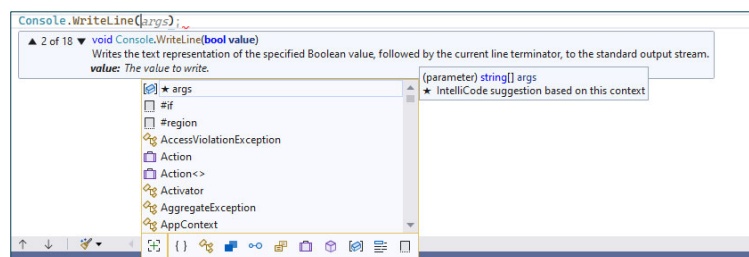 Console.WriteLine(args);
▲ 2 of 18 ▼ void Console.WriteLine(bool value)
Writes the text representation of the specified Boolean value, followed by the current line terminator, to the standard output stream.
value: The value to write.
★ args
(parameter) string[] args
★ IntelliCode suggestion based on this context
#if
#region
AccessViolationException
Action
Action<>
Activator
AggregateException
AppContext